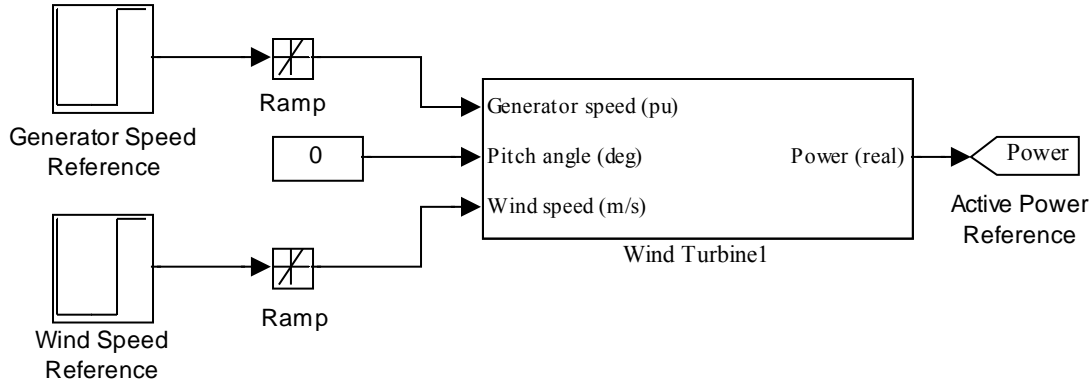 Generator Speed
Reference
Ramp
0
Generator speed (pu)
Pitch angle (deg)
Wind speed (m/s)
Power (real)
Wind Turbine1
Power
Active Power
Reference
Wind Speed
Reference
Ramp